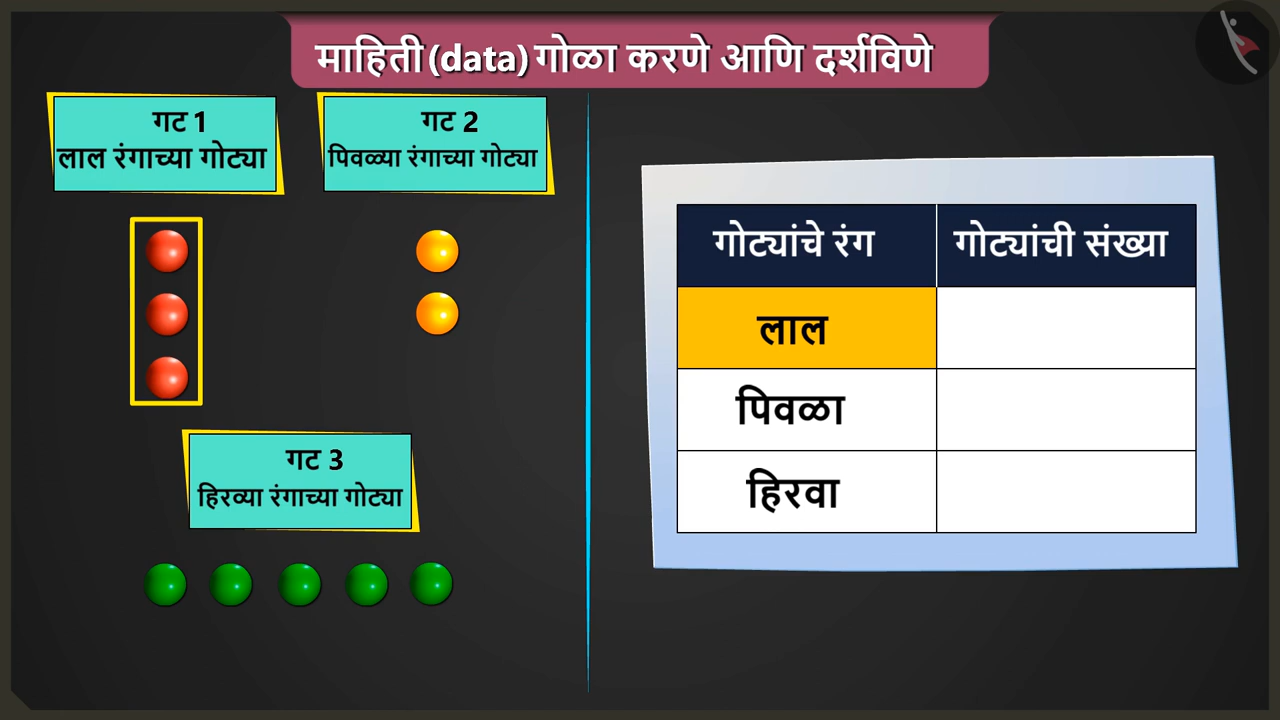 माहिती(data)गोळा करणे आणि दर्शविणे
गट 1
लाल रंगाच्या गोट्या
गट 2
पिवळ्या रंगाच्या गोट्या
गट 3
हिरव्या रंगाच्या गोट्या
गोट्यांचे रंग
गोट्यांची संख्या
लाल
पिवळा
हिरवा